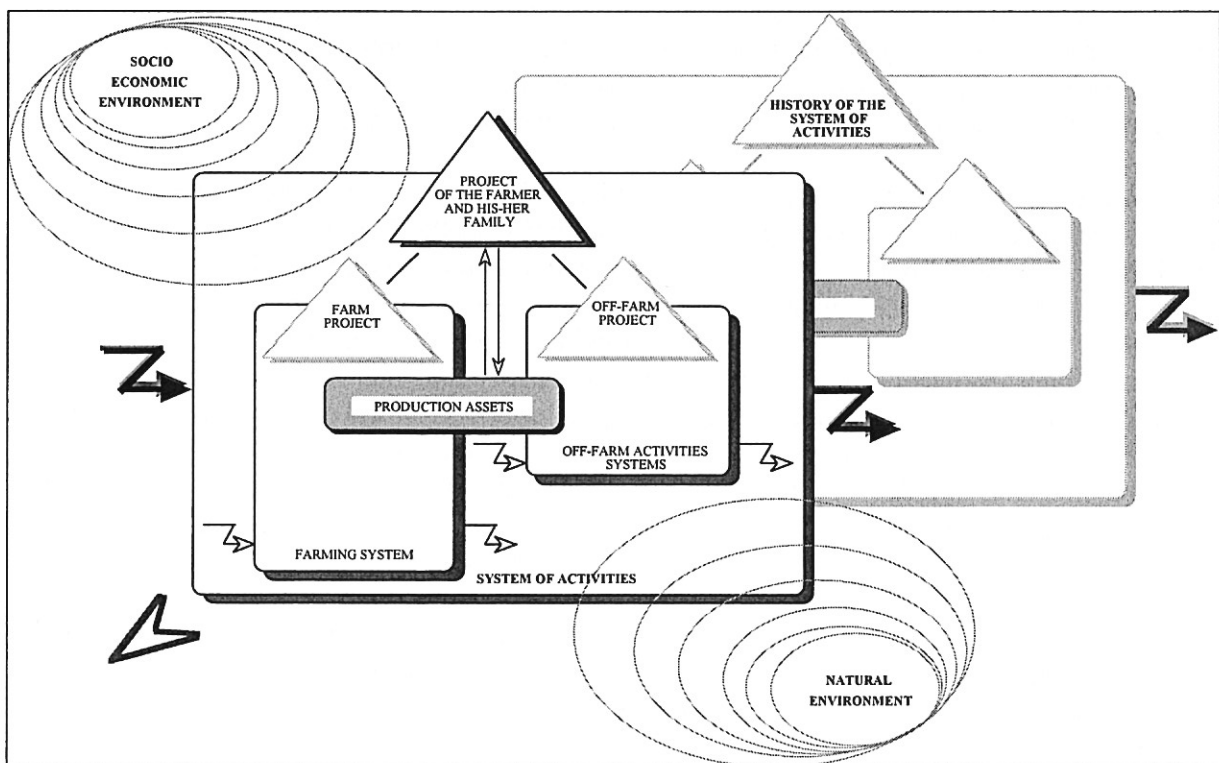 SOCIO
ECONOMIC
ENVIRONMENT
HISTORY OF THE
SYSTEM OF
ACTIVITIES
PROJECT
OF THE FARMER
AND HIS-HER
FAMILY
FARM
PROJECT
OFF-FARM
PROJECT
PRODUCTION ASSETS
OFF-FARM ACTIVITIES
SYSTEMS
FARMING SYSTEM
SYSTEM OF ACTIVITIES
NATURAL
ENVIRONMENT